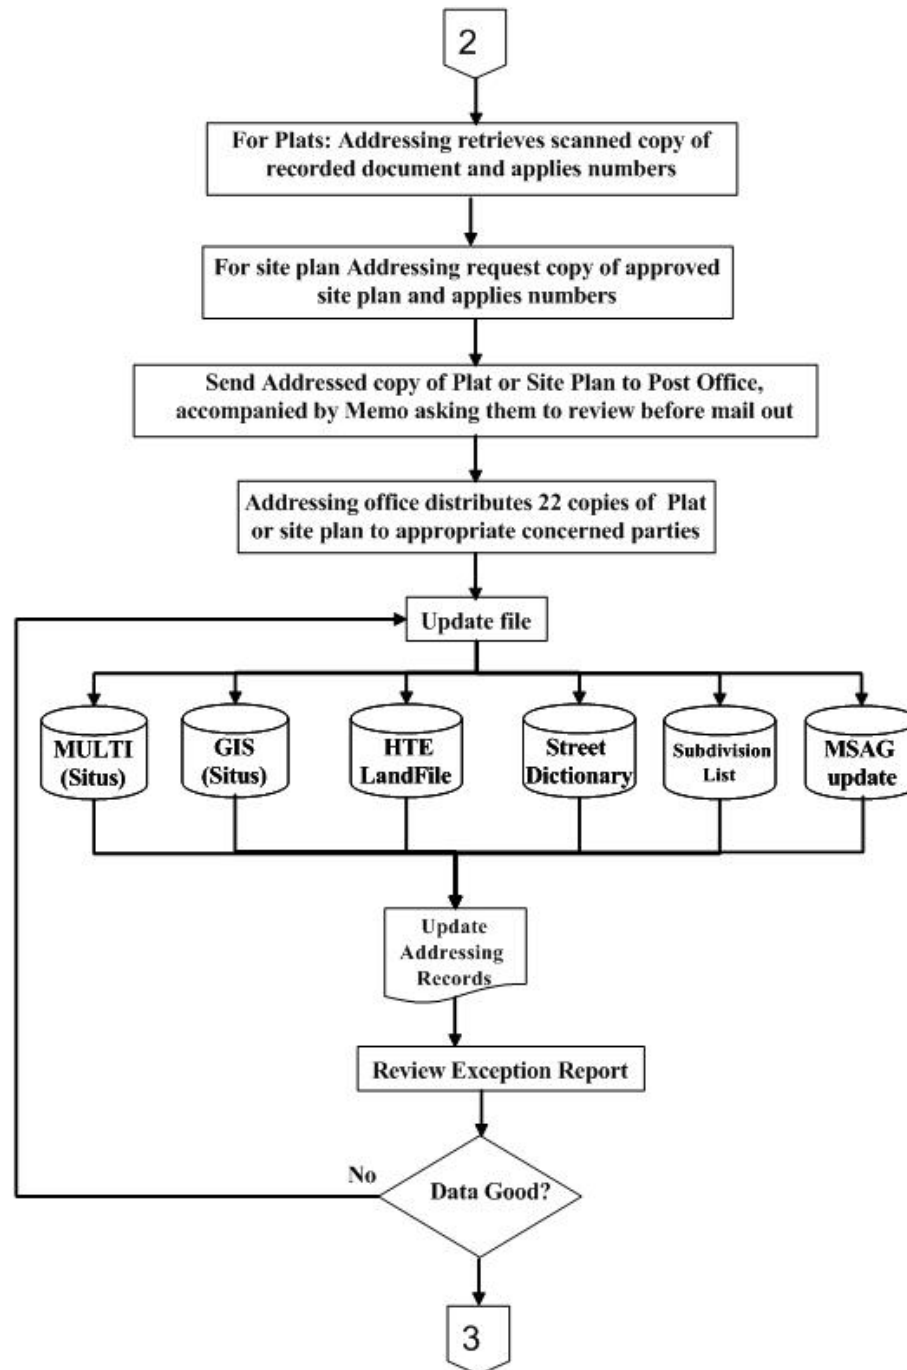 2
For Plats: Addressing retrieves scanned copy of
recorded document and applies numbers
For site plan Addressing request copy of approved
site plan and applies numbers
Send Addressed copy of Plat or Site Plan to Post Office,
accompanied by Memo asking them to review before mail out
Addressing office distributes 22 copies of Plat
or site plan to appropriate concerned parties
Update file
MULTI
(Situs)
GIS
(Situs)
HTE
LandFile
Street
Dictionary
Subdivision
List
MSAG
update
Update
Addressing
Records
Review Exception Report
No
Data Good?
3